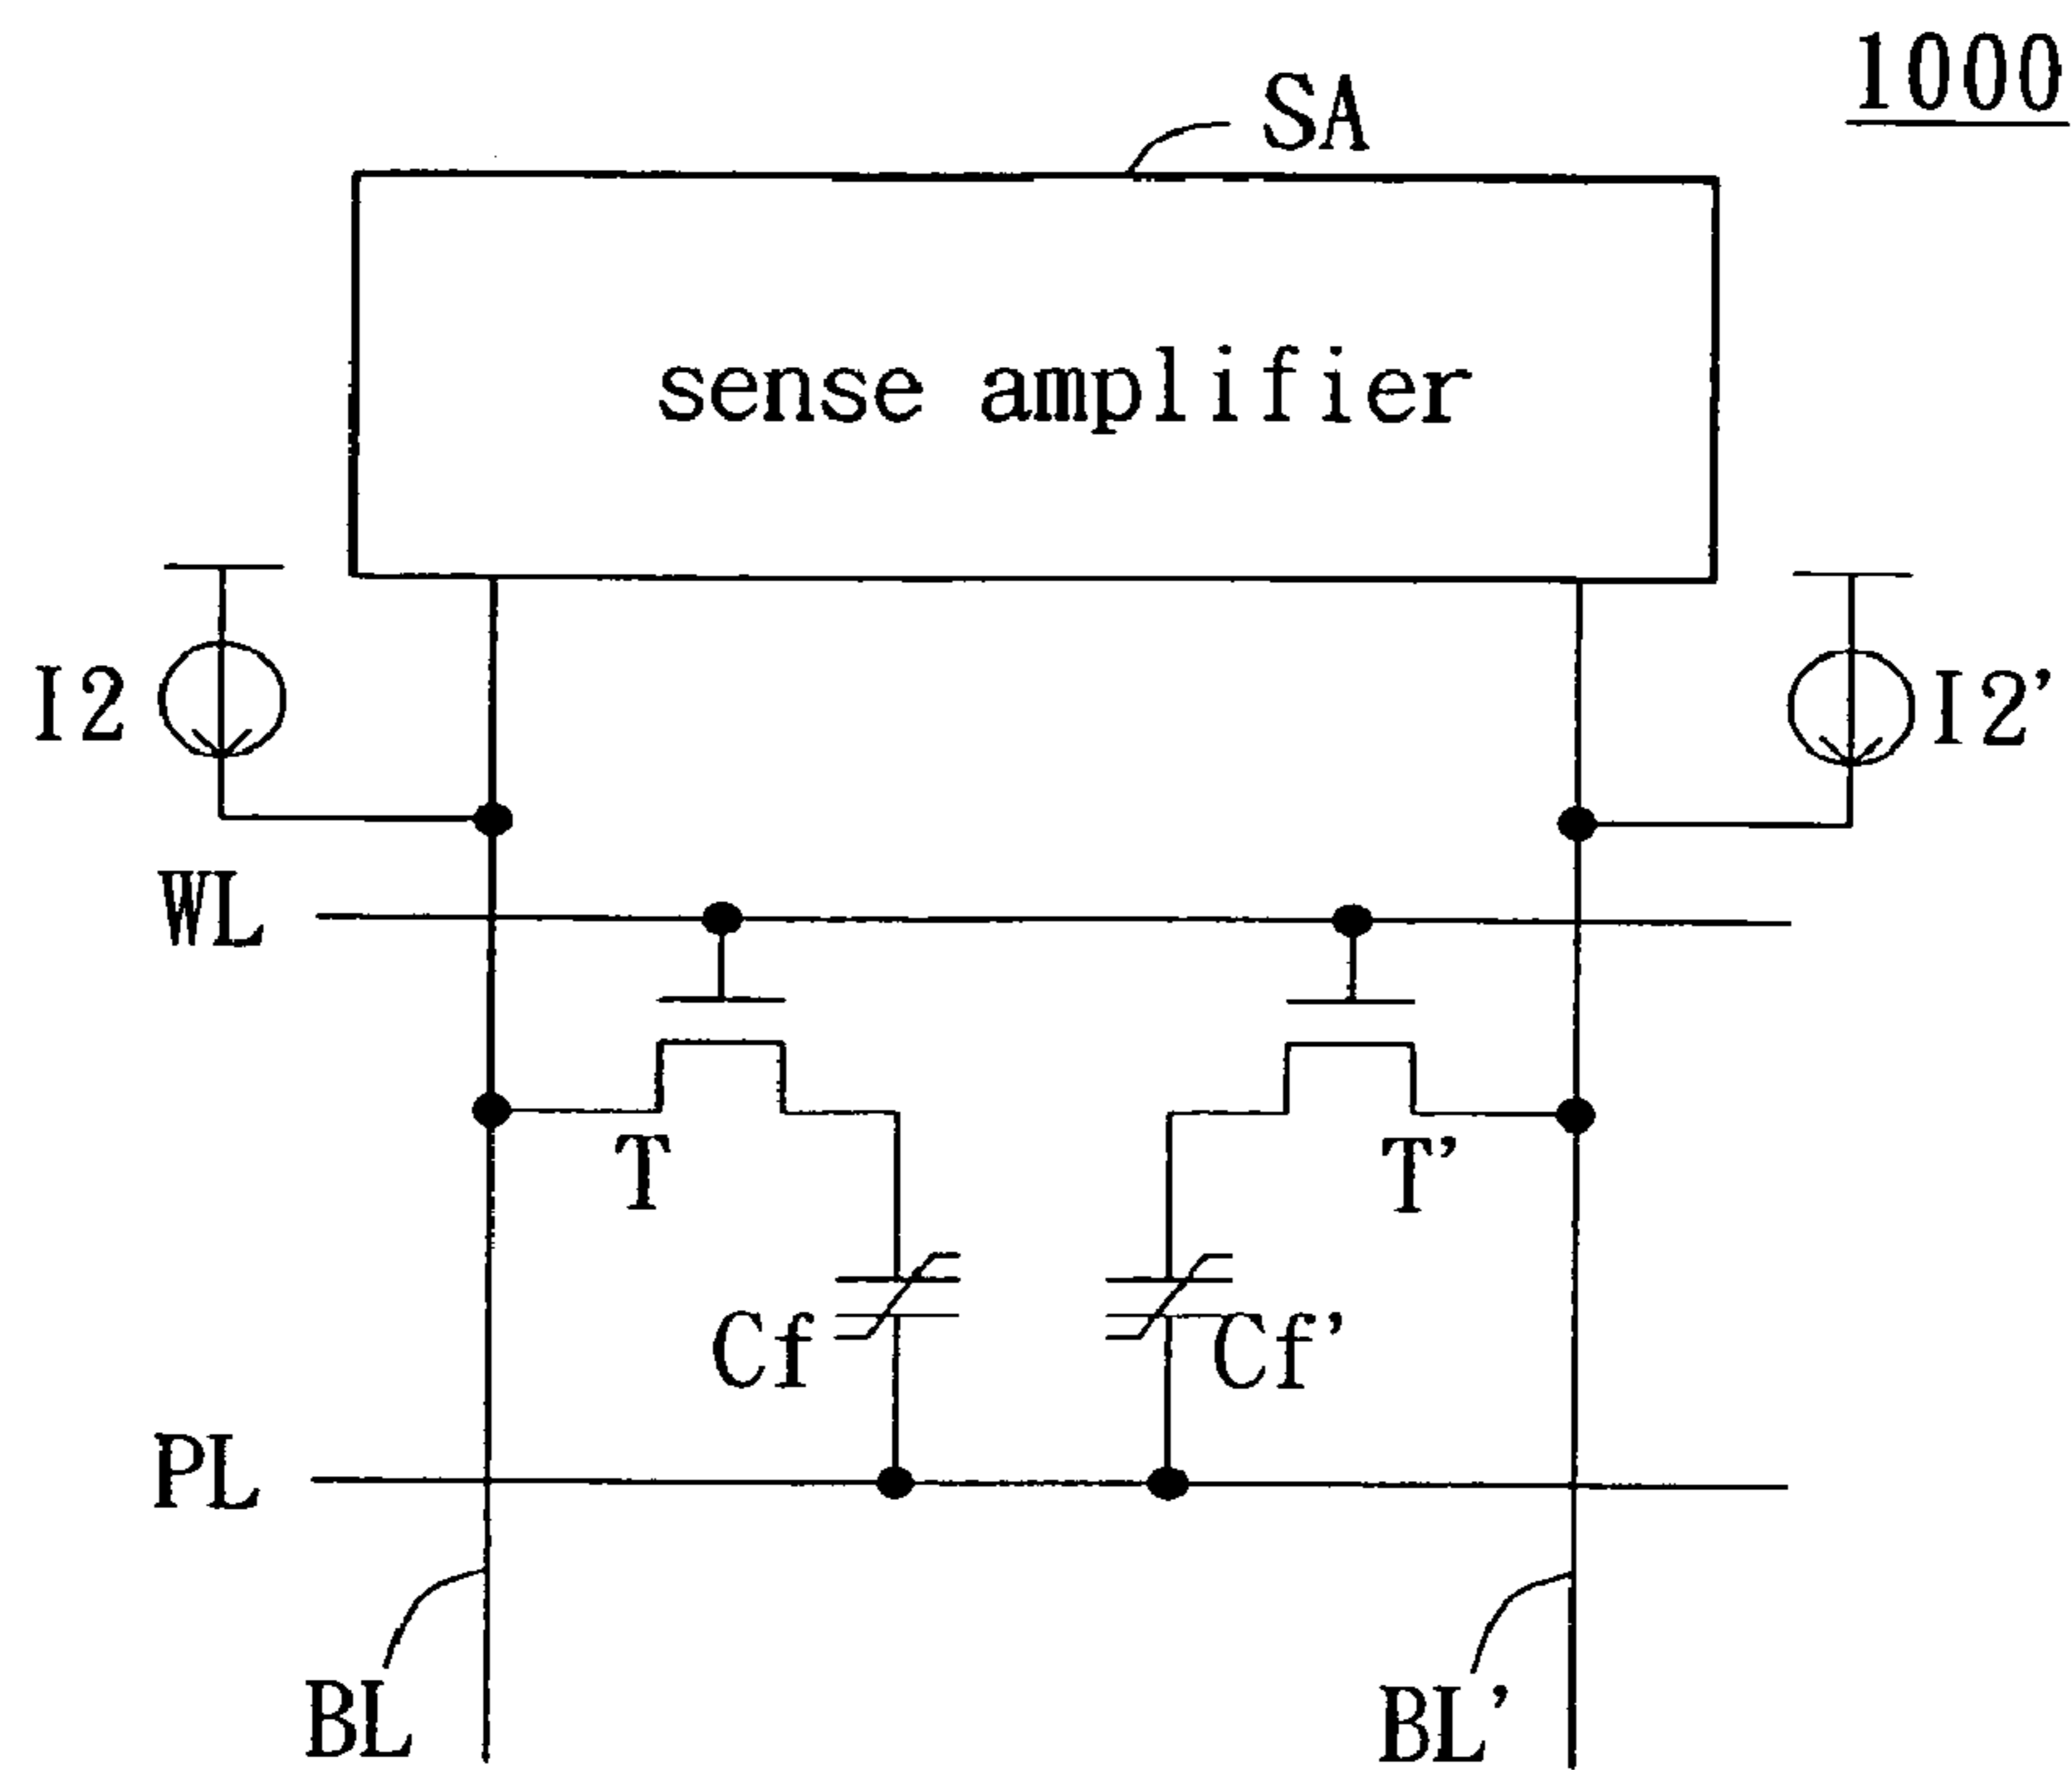 1000
SA
sense amplifier
I2
I2'
WL
T
T'
Cf
Cf'
PL
BL
BL'